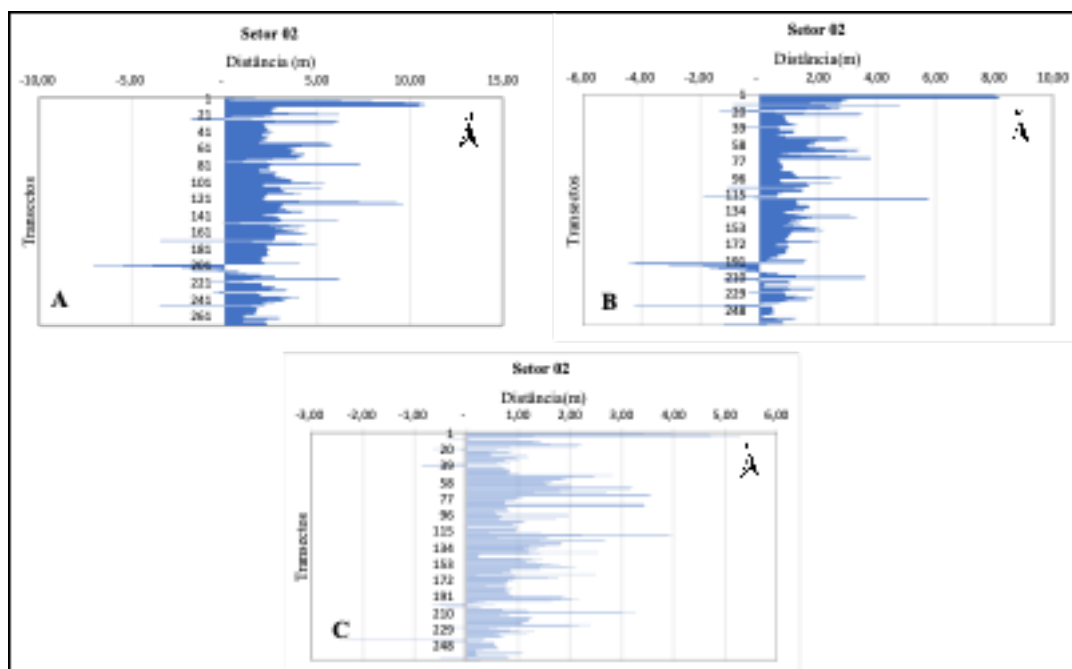 Setor 02
Distância (m)
-10,00 -5,00 - 5,00 10,00 15,00
Transectos
1
21
41
61
81
101
121
141
161
181
201
221
241
261
A
Setor 02
Distância(m)
-6,00 -4,00 -2,00 - 2,00 4,00 6,00 8,00 10,00
Transectos
1
20
39
58
77
96
115
134
153
172
191
210
229
248
B
Setor 02
Distância(m)
-3,00 -2,00 -1,00 - 1,00 2,00 3,00 4,00 5,00 6,00
Transectos
1
20
39
58
77
96
115
134
153
172
191
210
229
248
C